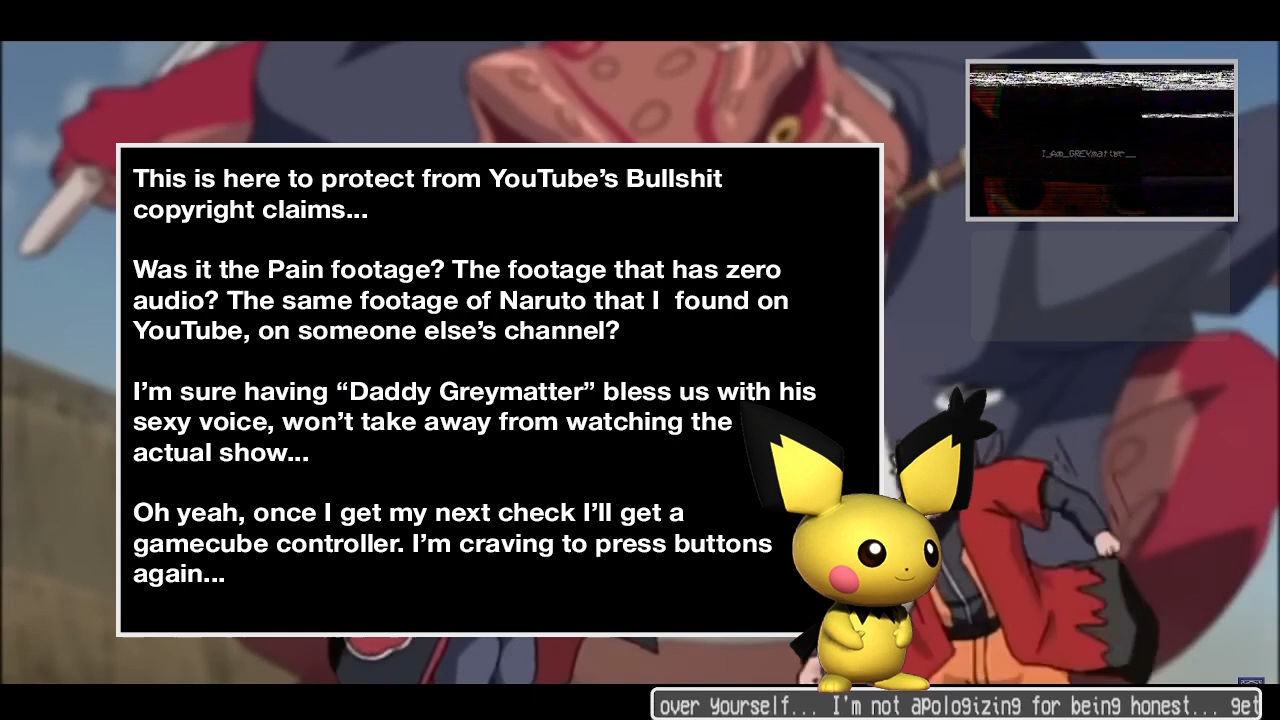 I_Am_GREYmatter__
This is here to protect from YouTube’s Bullshit
copyright claims...
Was it the Pain footage? The footage that has zero
audio? The same footage of Naruto that I  found on
YouTube, on someone else’s channel?
I’m sure having “Daddy Greymatter” bless us with his
sexy voice, won’t take away from watching the
actual show...
Oh yeah, once I get my next check I’ll get a
gamecube controller. I’m craving to press buttons
again...
over yourself... I'm not apologizing for being honest... get